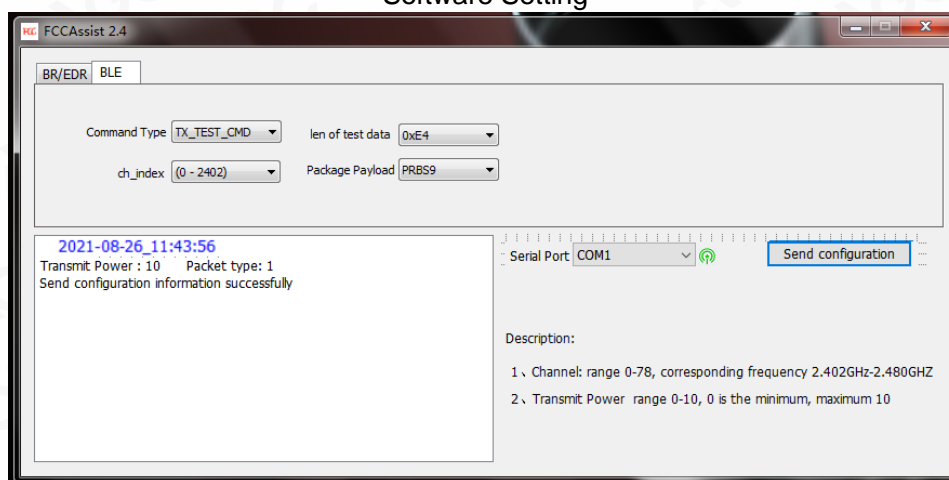 Software Setting
FCC FCCAssist 2.4
BR/EDR BLE
Command Type TX_TEST_CMD len of test data 0xE4
ch_index (0 - 2402) Package Payload PRBS9
2021-08-26_11:43:56
Transmit Power : 10 Packet type: 1
Send configuration information successfully
Serial Port COM1 Send configuration
Description:
1、Channel: range 0-78, corresponding frequency 2.402GHz-2.480GHZ
2、Transmit Power range 0-10, 0 is the minimum, maximum 10